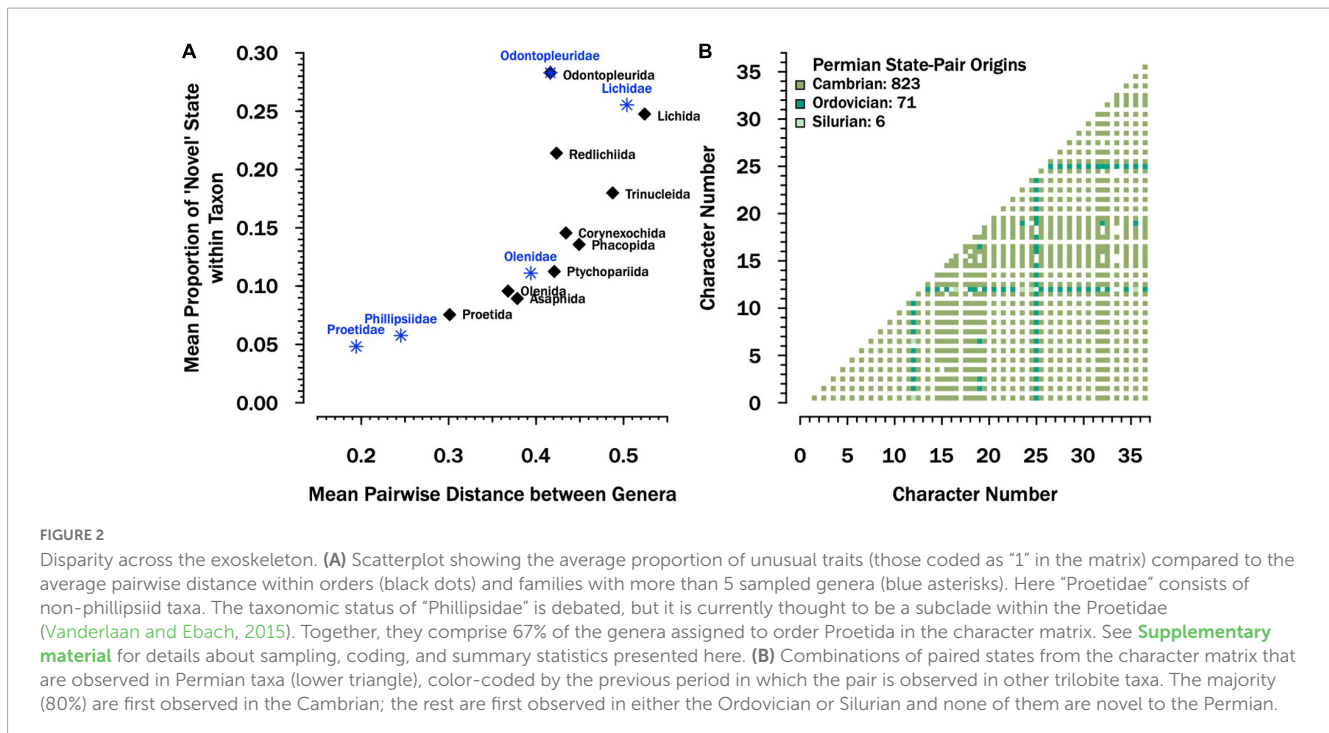 A
Mean Proportion of 'Novel' State
within Taxon
0.30
0.25
0.20
0.15
0.10
0.05
0.00
Odontopleuridae
Odontopleurida
Lichidae
Lichida
Redlichiida
Trinucleida
Corynexochida
Phacopida
Olenidae
Ptychopariida
Olenida
Asaphida
Proetida
Phillipsiidae
Proetidae
0.2 0.3 0.4 0.5
Mean Pairwise Distance between Genera
B
Character Number
35
30
25
20
15
10
5
0
Permian State-Pair Origins
Cambrian: 823
Ordovician: 71
Silurian: 6
0 5 10 15 20 25 30 35
Character Number
FIGURE 2
Disparity across the exoskeleton. (A) Scatterplot showing the average proportion of unusual traits (those coded as “1” in the matrix) compared to the
average pairwise distance within orders (black dots) and families with more than 5 sampled genera (blue asterisks). Here “Proetidae” consists of
non-phillipsiid taxa. The taxonomic status of “Phillipsidae” is debated, but it is currently thought to be a subclade within the Proetidae
(Vanderlaan and Ebach, 2015). Together, they comprise 67% of the genera assigned to order Proetida in the character matrix. See Supplementary
material for details about sampling, coding, and summary statistics presented here. (B) Combinations of paired states from the character matrix that
are observed in Permian taxa (lower triangle), color-coded by the previous period in which the pair is observed in other trilobite taxa. The majority
(80%) are first observed in the Cambrian; the rest are first observed in either the Ordovician or Silurian and none of them are novel to the Permian.